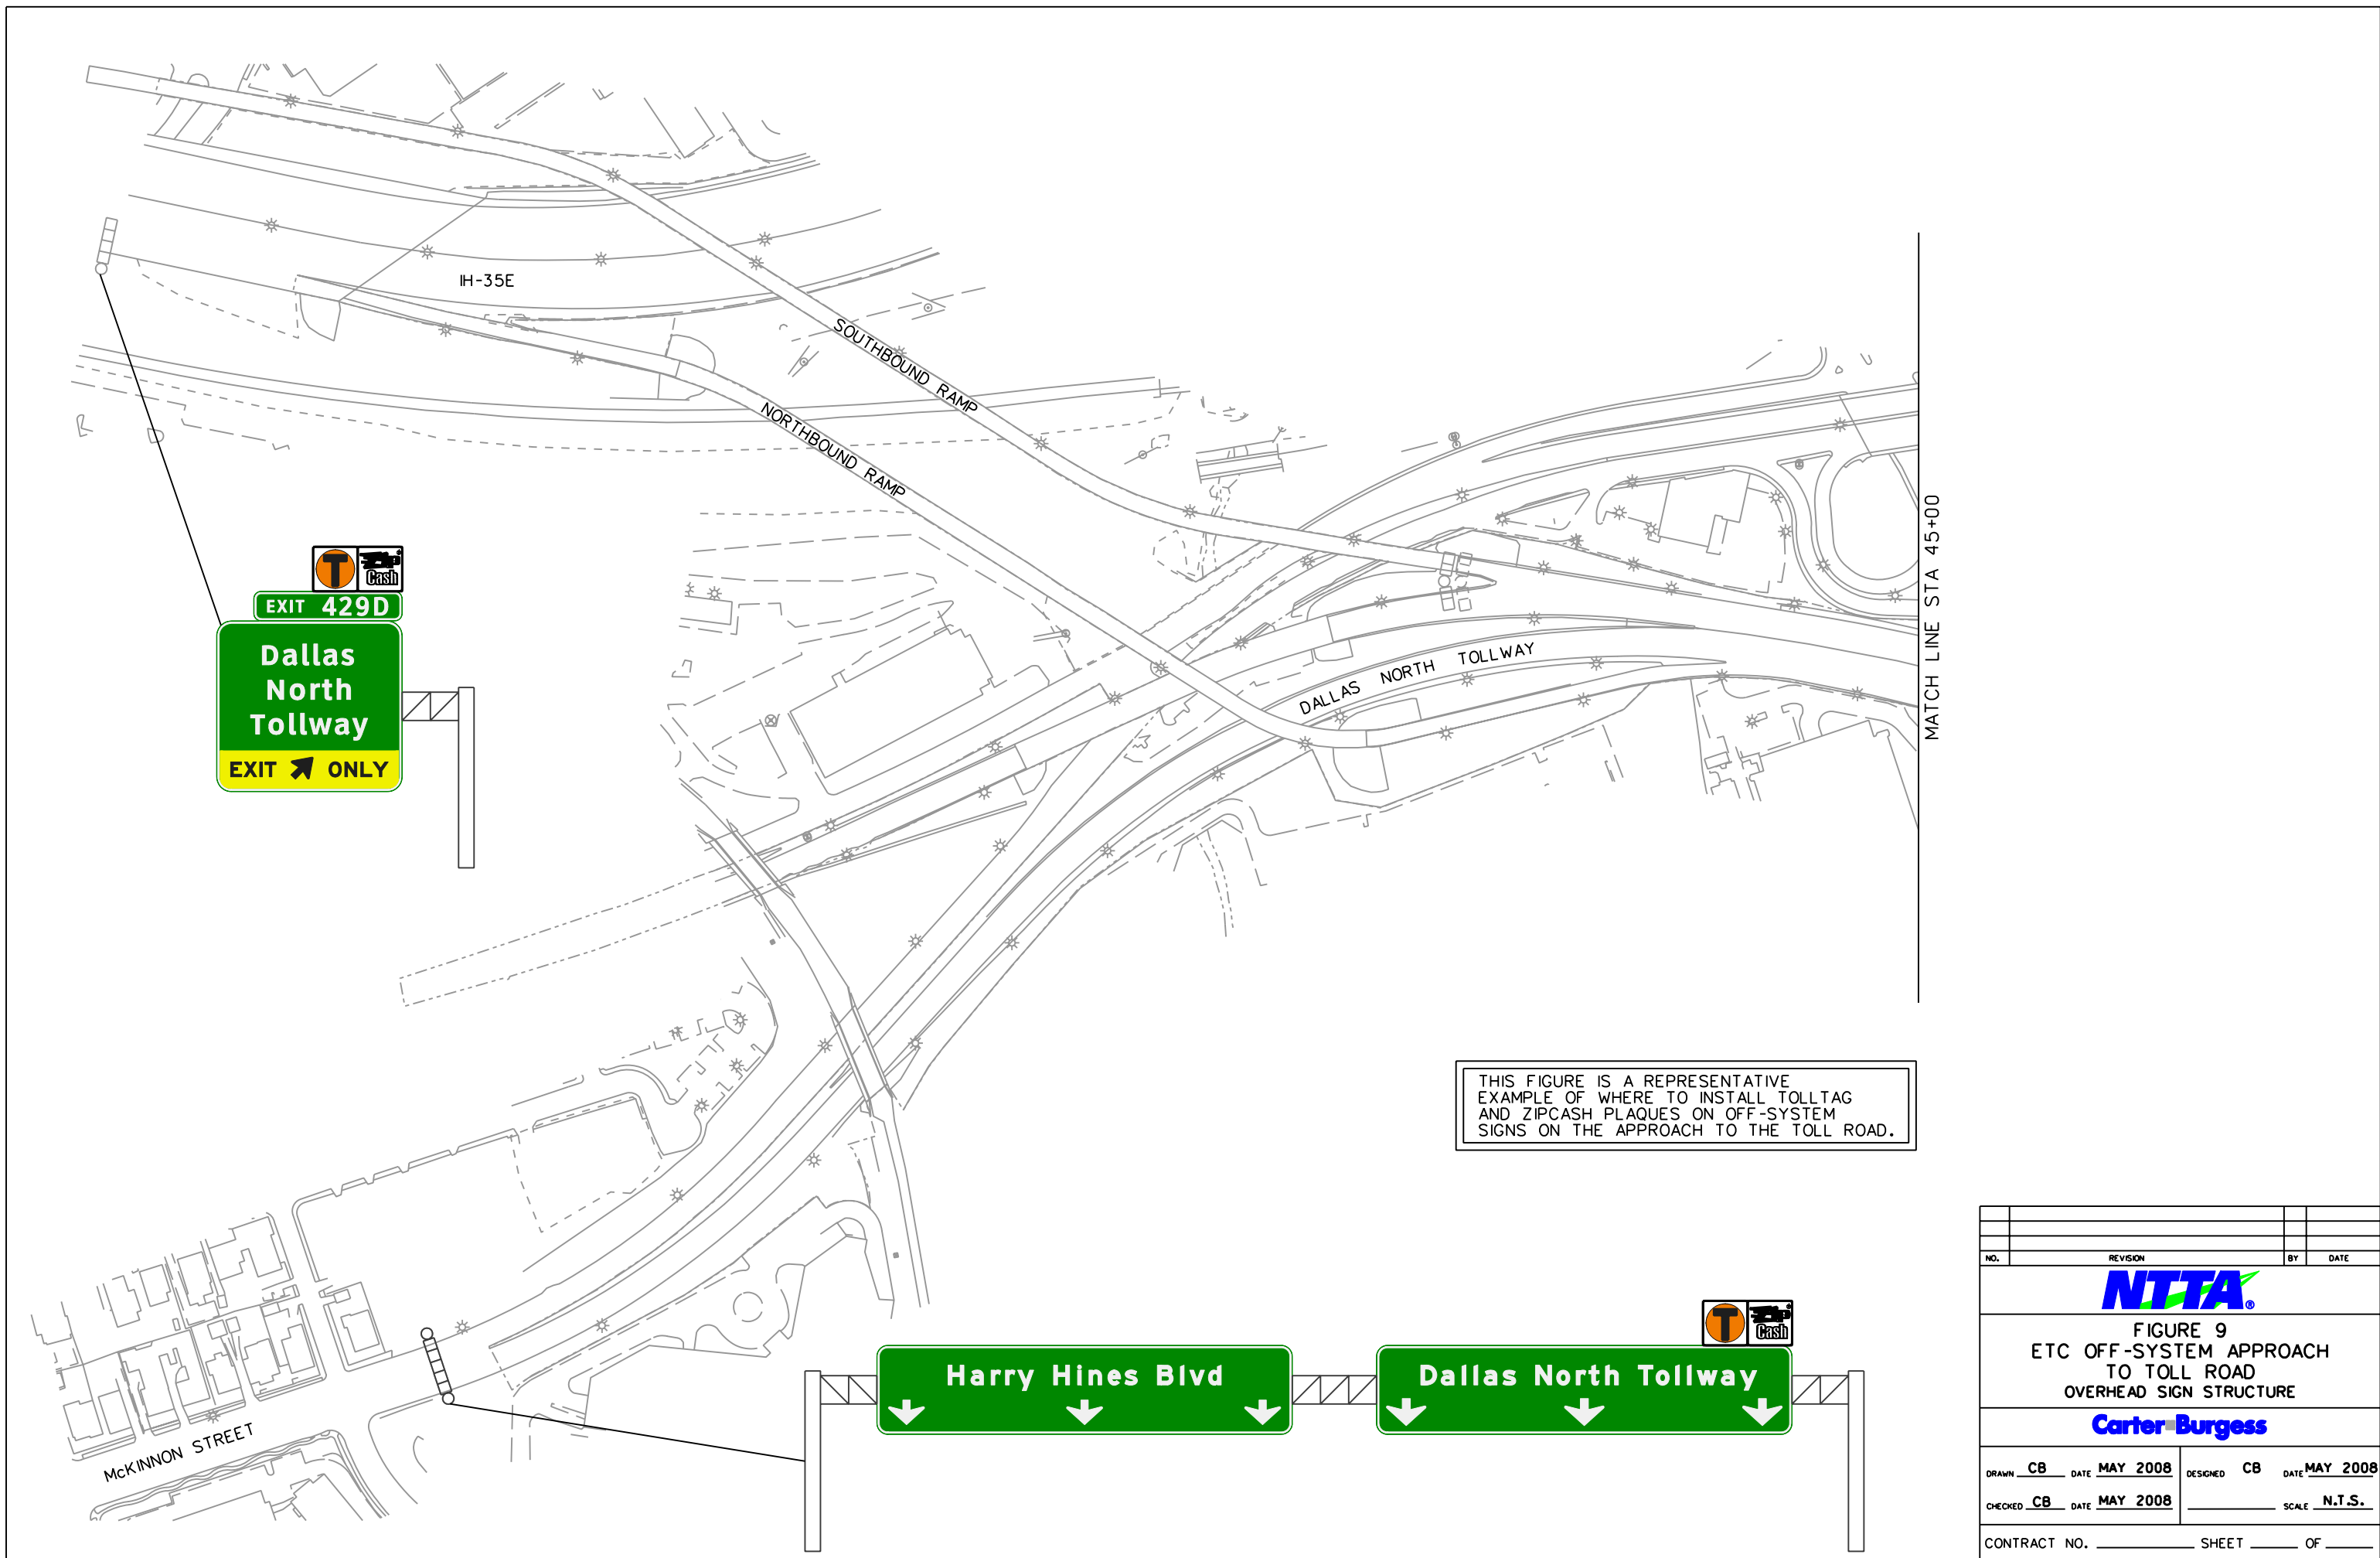 IH-35E
SOUTHBOUND RAMP
NORTHBOUND RAMP
DALLAS NORTH TOLLWAY
MATCH LINE STA 45+00
T
ZIP
Cash
EXIT 429D
Dallas
North
Tollway
EXIT ONLY
THIS FIGURE IS A REPRESENTATIVE
EXAMPLE OF WHERE TO INSTALL TOLLTAG
AND ZIPCASH PLAQUES ON OFF-SYSTEM
SIGNS ON THE APPROACH TO THE TOLL ROAD.
McKINNON STREET
T
ZIP
Cash
Harry Hines Blvd
Dallas North Tollway
NO. REVISION BY DATE
NTTA®
FIGURE 9
ETC OFF-SYSTEM APPROACH
TO TOLL ROAD
OVERHEAD SIGN STRUCTURE
Carter Burgess
DRAWN CB DATE MAY 2008 DESIGNED CB DATE MAY 2008
CHECKED CB DATE MAY 2008 SCALE N.T.S.
CONTRACT NO. SHEET OF